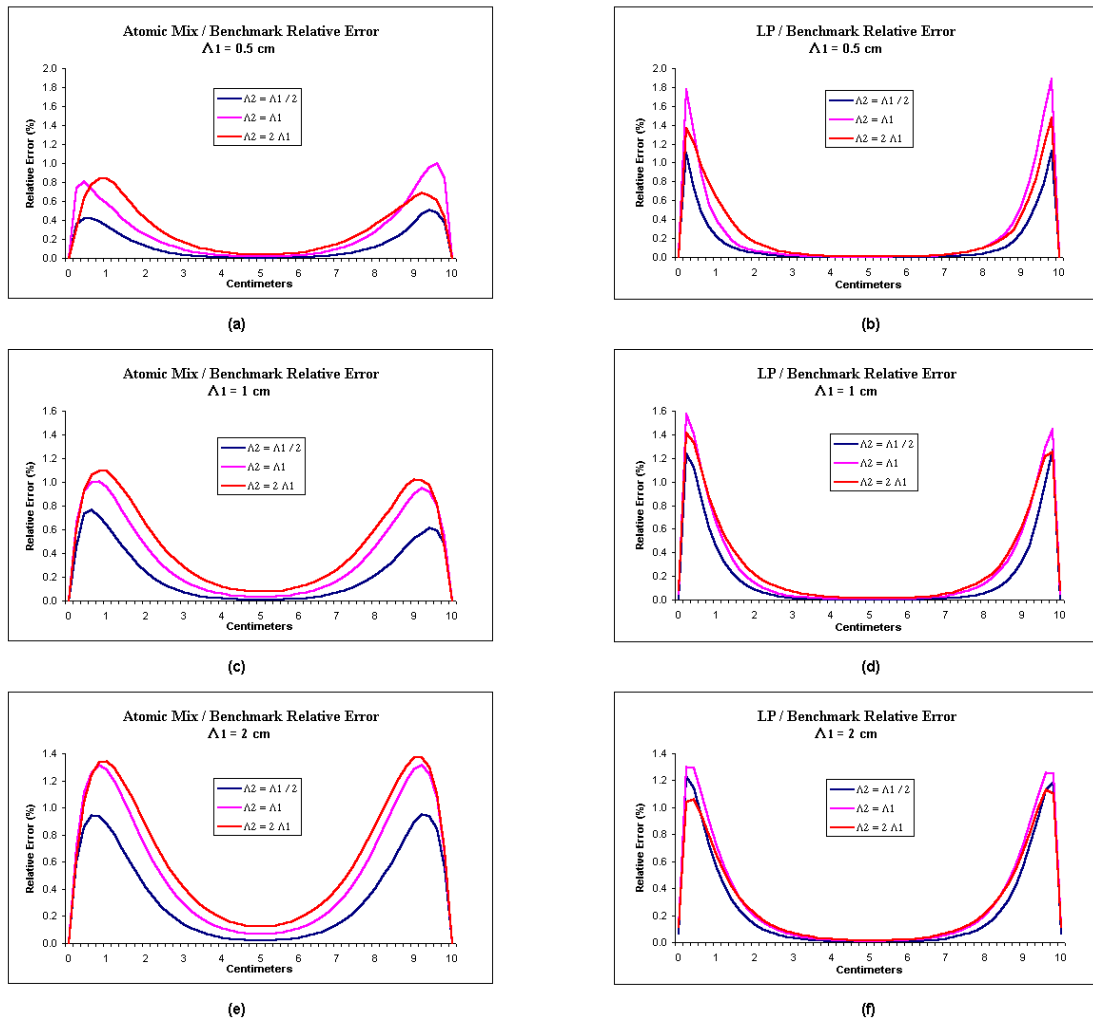 Atomic Mix / Benchmark Relative Error
Λ1 = 0.5 cm
Relative Error (%)
2.0
1.8
1.6
1.4
1.2
1.0
0.8
0.6
0.4
0.2
0.0
Λ2 = Λ1 / 2
Λ2 = Λ1
Λ2 = 2 Λ1
0 1 2 3 4 5 6 7 8 9 10
Centimeters
(a)
LP / Benchmark Relative Error
Λ1 = 0.5 cm
Relative Error (%)
2.0
1.8
1.6
1.4
1.2
1.0
0.8
0.6
0.4
0.2
0.0
Λ2 = Λ1 / 2
Λ2 = Λ1
Λ2 = 2 Λ1
0 1 2 3 4 5 6 7 8 9 10
Centimeters
(b)
Atomic Mix / Benchmark Relative Error
Λ1 = 1 cm
Relative Error (%)
1.6
1.4
1.2
1.0
0.8
0.6
0.4
0.2
0.0
Λ2 = Λ1 / 2
Λ2 = Λ1
Λ2 = 2 Λ1
0 1 2 3 4 5 6 7 8 9 10
Centimeters
(c)
LP / Benchmark Relative Error
Λ1 = 1 cm
Relative Error (%)
1.6
1.4
1.2
1.0
0.8
0.6
0.4
0.2
0.0
Λ2 = Λ1 / 2
Λ2 = Λ1
Λ2 = 2 Λ1
0 1 2 3 4 5 6 7 8 9 10
Centimeters
(d)
Atomic Mix / Benchmark Relative Error
Λ1 = 2 cm
Relative Error (%)
1.4
1.2
1.0
0.8
0.6
0.4
0.2
0.0
Λ2 = Λ1 / 2
Λ2 = Λ1
Λ2 = 2 Λ1
0 1 2 3 4 5 6 7 8 9 10
Centimeters
(e)
LP / Benchmark Relative Error
Λ1 = 2 cm
Relative Error (%)
1.4
1.2
1.0
0.8
0.6
0.4
0.2
0.0
Λ2 = Λ1 / 2
Λ2 = Λ1
Λ2 = 2 Λ1
0 1 2 3 4 5 6 7 8 9 10
Centimeters
(f)